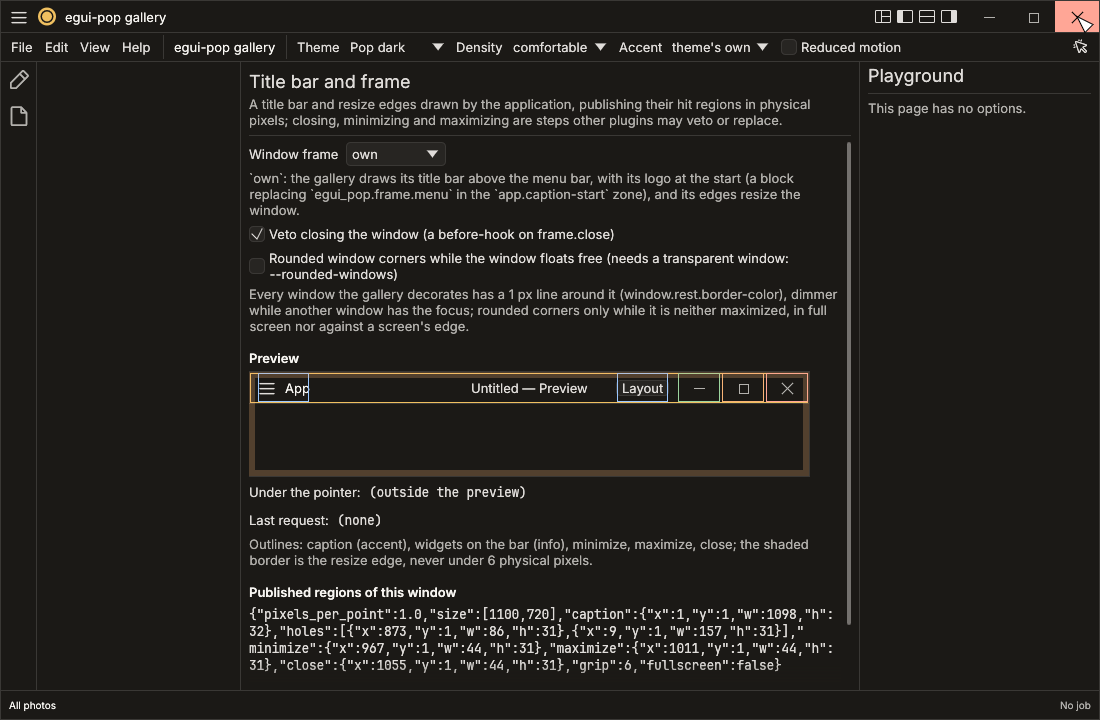 egui-pop gallery
File Edit View Help egui-pop gallery Theme Pop dark Density comfortable Accent theme's own Reduced motion
Title bar and frame
A title bar and resize edges drawn by the application, publishing their hit regions in physical
pixels; closing, minimizing and maximizing are steps other plugins may veto or replace.
Window frame own
`own`: the gallery draws its title bar above the menu bar, with its logo at the start (a block
replacing `egui_pop.frame.menu` in the `app.caption-start` zone), and its edges resize the
window.
Veto closing the window (a before-hook on frame.close)
Rounded window corners while the window floats free (needs a transparent window:
--rounded-windows)
Every window the gallery decorates has a 1 px line around it (window.rest.border-color), dimmer
while another window has the focus; rounded corners only while it is neither maximized, in full
screen nor against a screen's edge.
Preview
App Untitled — Preview Layout
Under the pointer: (outside the preview)
Last request: (none)
Outlines: caption (accent), widgets on the bar (info), minimize, maximize, close; the shaded
border is the resize edge, never under 6 physical pixels.
Published regions of this window
{"pixels_per_point":1.0,"size":[1100,720],"caption":{"x":1,"y":1,"w":1098,"h":
32},"holes":[{"x":873,"y":1,"w":86,"h":31},{"x":9,"y":1,"w":157,"h":31}],"
minimize":{"x":967,"y":1,"w":44,"h":31},"maximize":{"x":1011,"y":1,"w":44,"h":
31},"close":{"x":1055,"y":1,"w":44,"h":31},"grip":6,"fullscreen":false}
Playground
This page has no options.
All photos
No job